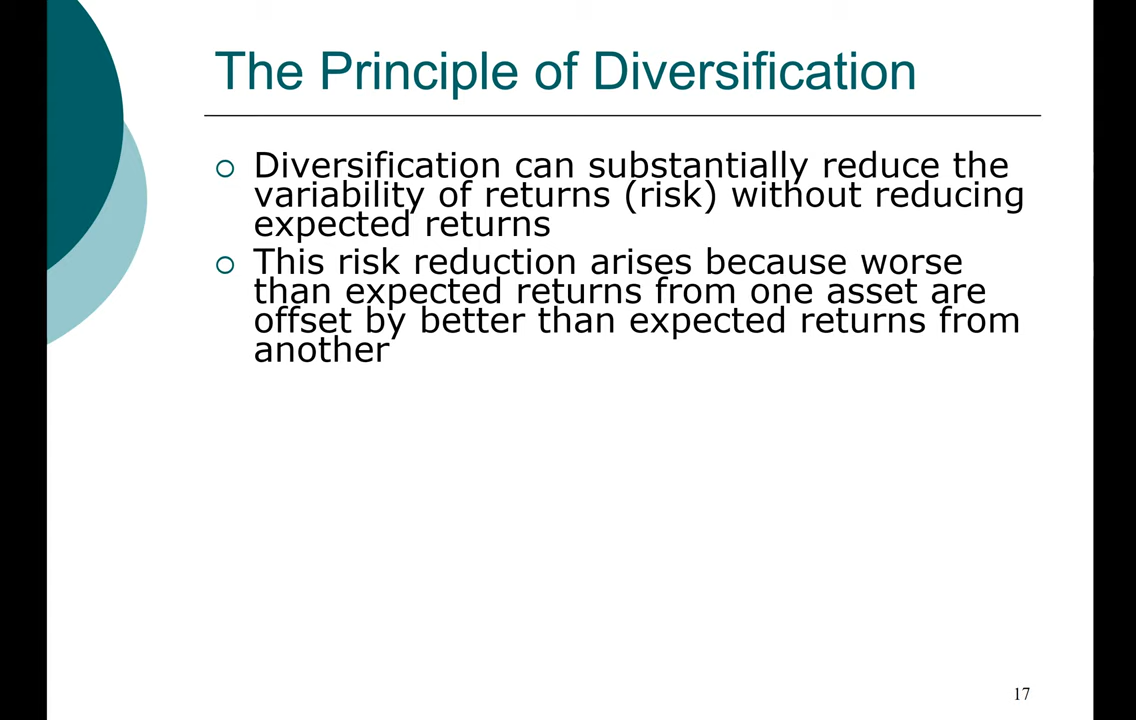 The Principle of Diversification
Diversification can substantially reduce the
variability of returns (risk) without reducing
expected returns
This risk reduction arises because worse
than expected returns from one asset are
offset by better than expected returns from
another
17